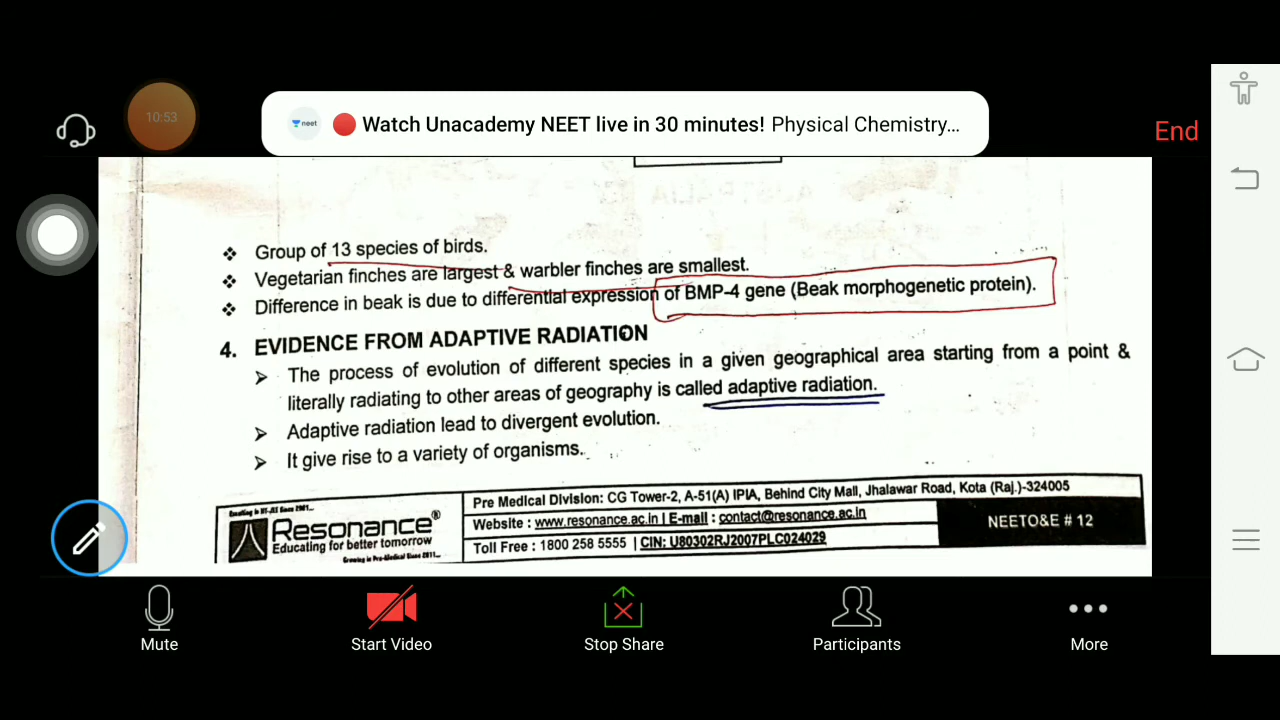 10:53
neet
Watch Unacademy NEET live in 30 minutes! Physical Chemistry...
End
Group of 13 species of birds.
Vegetarian finches are largest & warbler finches are smallest.
Difference in beak is due to differential expression of BMP-4 gene (Beak morphogenetic protein).
4. EVIDENCE FROM ADAPTIVE RADIATION
The process of evolution of different species in a given geographical area starting from a point &
literally radiating to other areas of geography is called adaptive radiation.
Adaptive radiation lead to divergent evolution.
It give rise to a variety of organisms.
Resonance®
Educating for better tomorrow
Pre Medical Division: CG Tower-2, A-51(A) IPIA, Behind City Mall, Jhalawar Road, Kota (Raj.)-324005
Website : www.resonance.ac.in | E-mail : contact@resonance.ac.in
Toll Free : 1800 258 5555 | CIN: U80302RJ2007PLC024029
NEETO&E # 12
Mute
Start Video
Stop Share
Participants
More